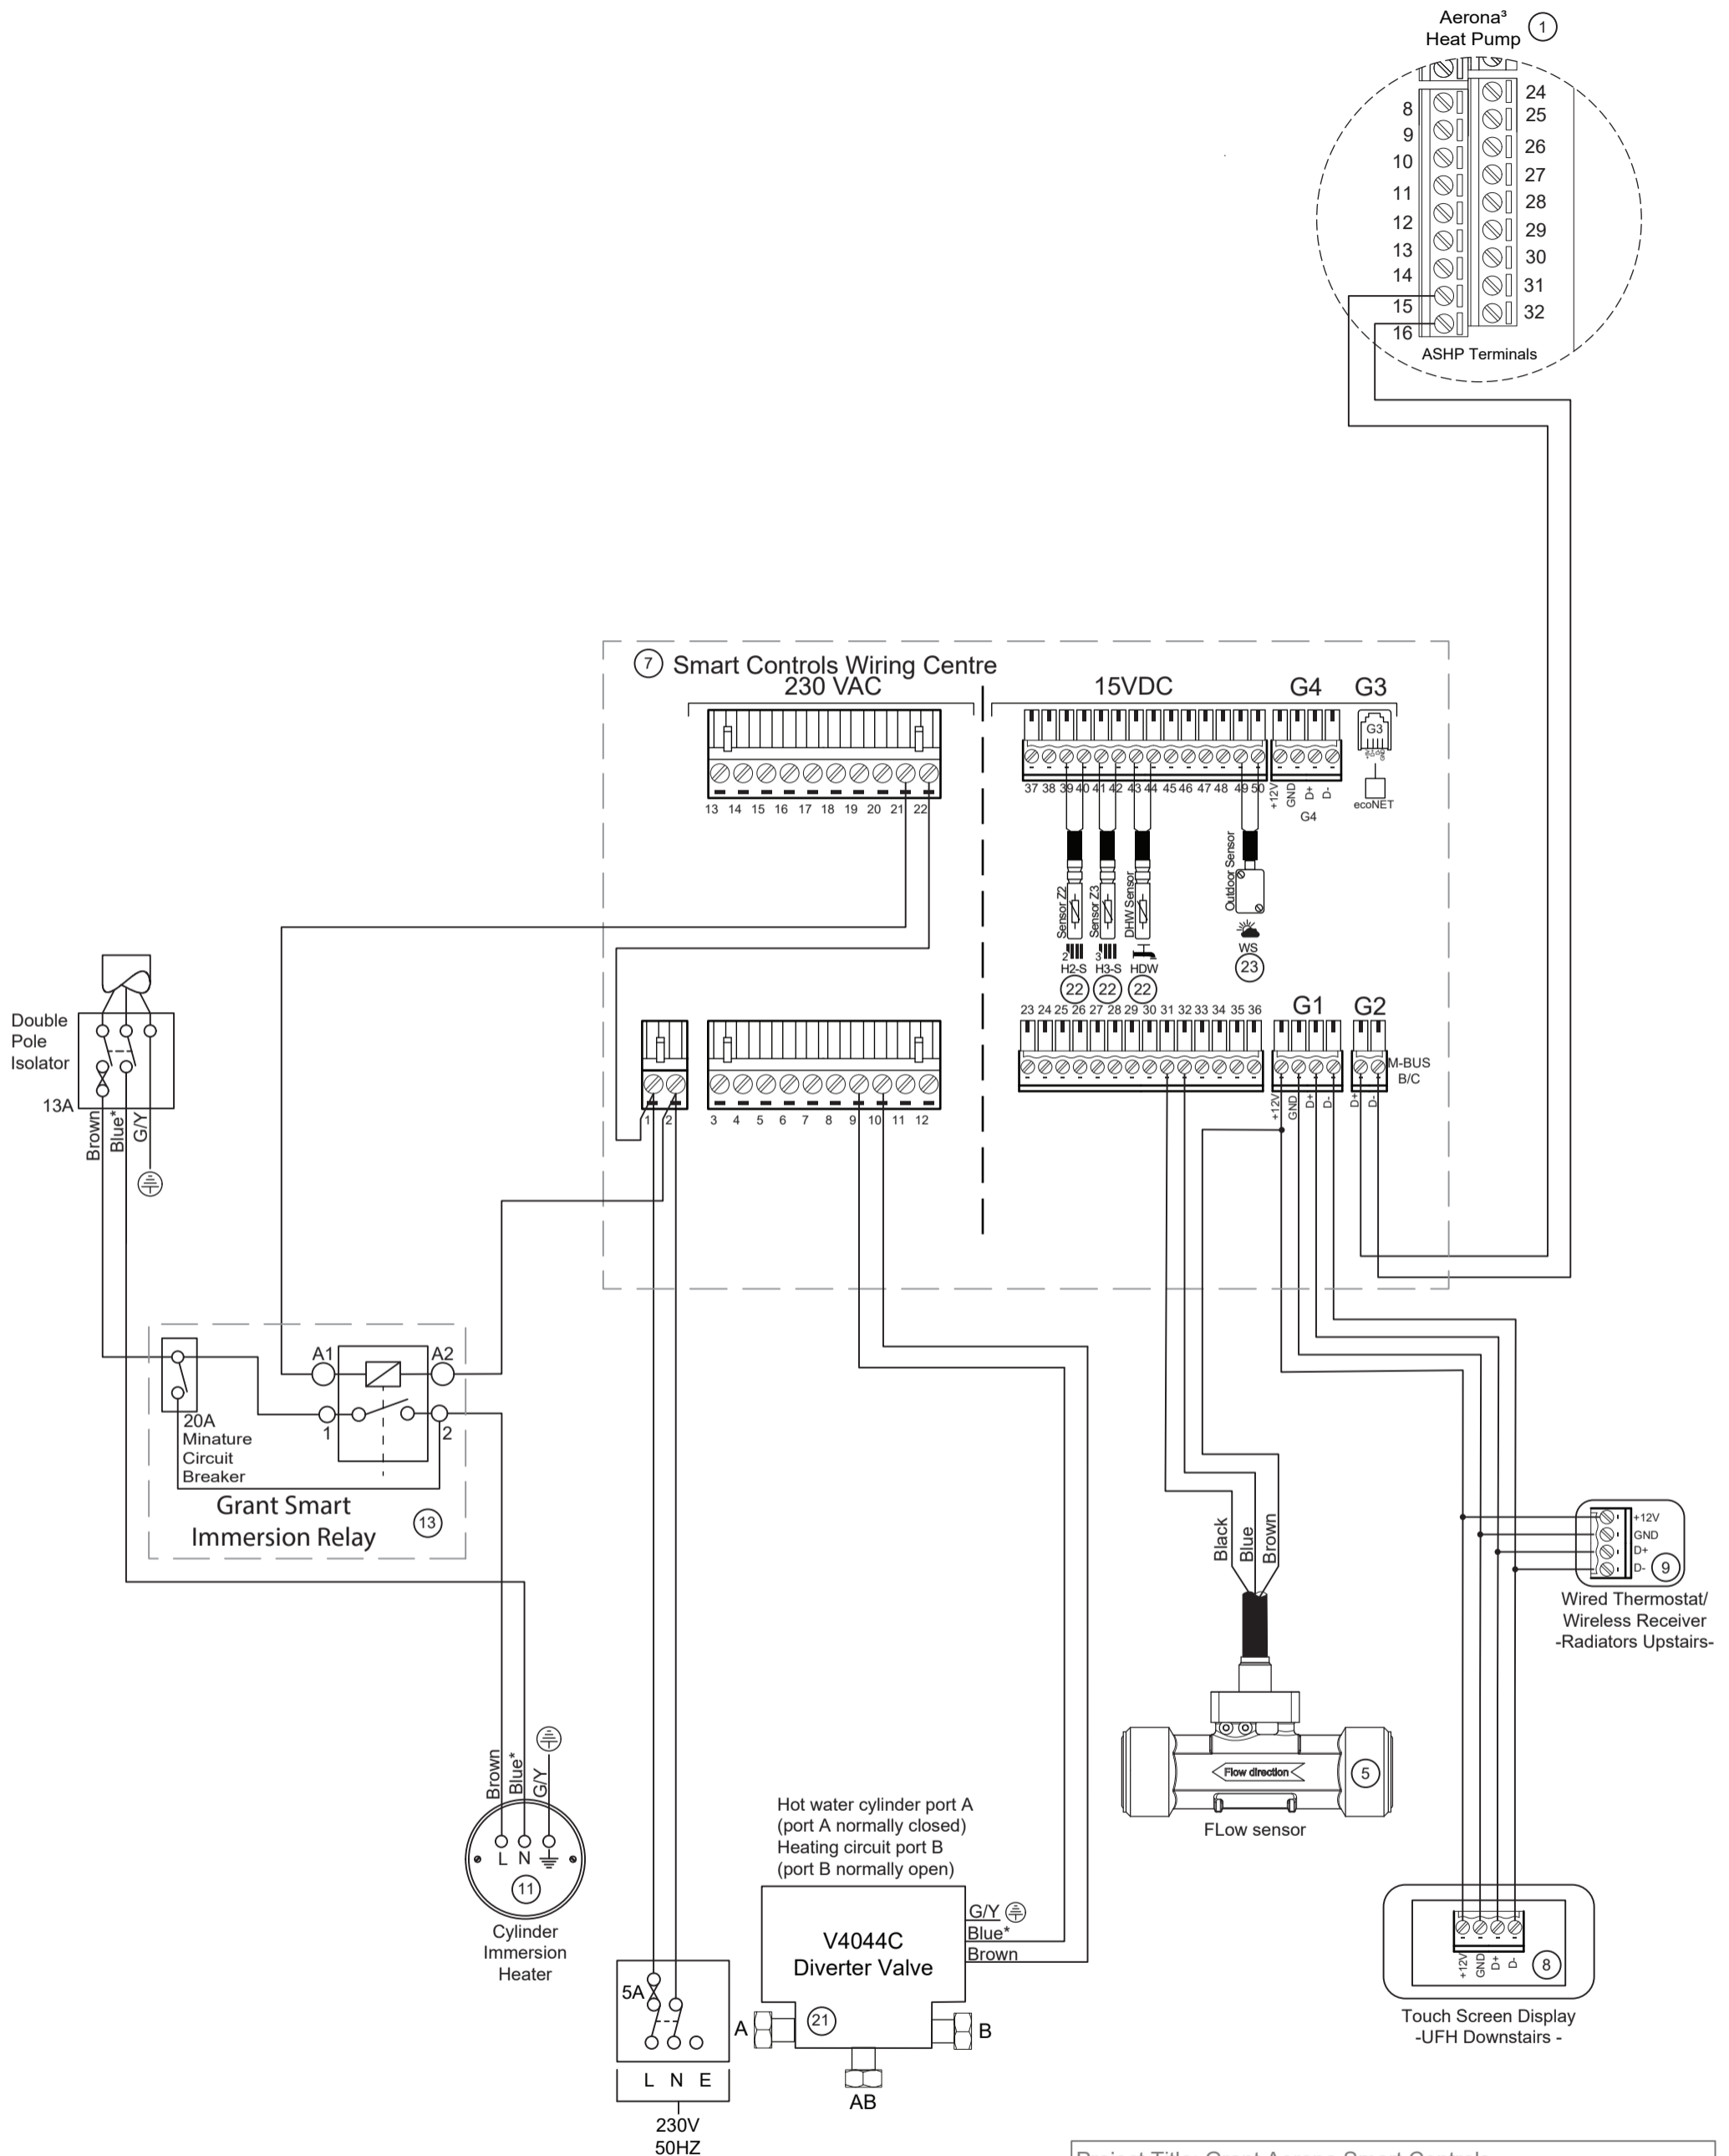 Aerona³
Heat Pump
1
8
9
10
11
12
13
14
15
16
24
25
26
27
28
29
30
31
32
ASHP Terminals
7
Smart Controls Wiring Centre
230 VAC
15VDC
G4
G3
13 14 15 16 17 18 19 20 21 22
37 38 39 40 41 42 43 44 45 46 47 48 49 50
+12V
GND
D+
D-
G4
G3
ecoNET
Sensor Z2
Sensor Z3
DHW Sensor
Outdoor Sensor
2
3
H2-S
H3-S
HDW
WS
22
22
22
23
23 24 25 26 27 28 29 30 31 32 33 34 35 36
G1
G2
M-BUS
B/C
+12V
GND
D+
D-
D+
D-
1 2
3 4 5 6 7 8 9 10 11 12
Double
Pole
Isolator
13A
Brown
Blue*
G/Y
A1
A2
1
2
20A
Minature
Circuit
Breaker
Grant Smart
Immersion Relay
13
Brown
Blue*
G/Y
L N
11
Cylinder
Immersion
Heater
5A
L N E
230V
50HZ
Hot water cylinder port A
(port A normally closed)
Heating circuit port B
(port B normally open)
V4044C
Diverter Valve
G/Y
Blue*
Brown
21
A
B
AB
Black
Blue
Brown
Flow direction
5
FLow sensor
+12V
GND
D+
D-
9
Wired Thermostat/
Wireless Receiver
-Radiators Upstairs-
+12V
GND
D+
D-
8
Touch Screen Display
-UFH Downstairs -